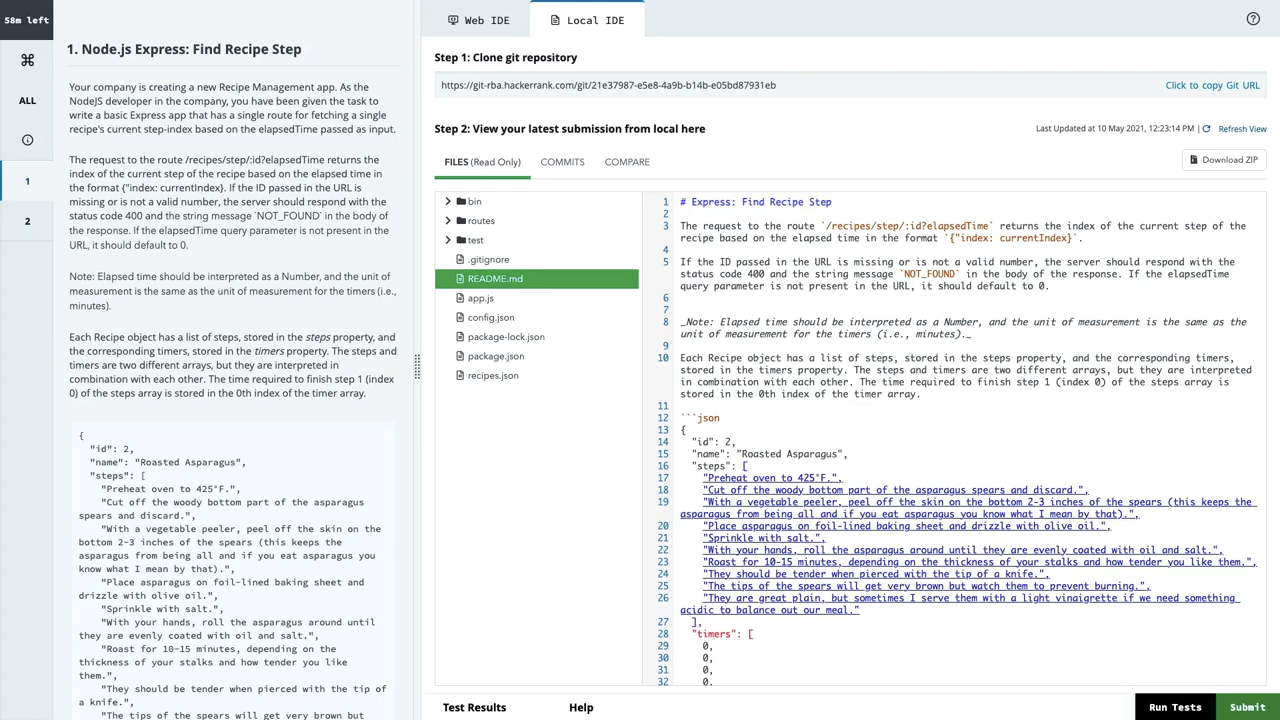 58m left
Web IDE
Local IDE
ALL
1
2
1. Node.js Express: Find Recipe Step
Your company is creating a new Recipe Management app. As the
NodeJS developer in the company, you have been given the task to
write a basic Express app that has a single route for fetching a single
recipe's current step-index based on the elapsedTime passed as input.
The request to the route /recipes/step/:id?elapsedTime returns the
index of the current step of the recipe based on the elapsed time in
the format {"index: currentIndex}. If the ID passed in the URL is
missing or is not a valid number, the server should respond with the
status code 400 and the string message `NOT_FOUND` in the body of
the response. If the elapsedTime query parameter is not present in the
URL, it should default to 0.
Note: Elapsed time should be interpreted as a Number, and the unit of
measurement is the same as the unit of measurement for the timers (i.e.,
minutes).
Each Recipe object has a list of steps, stored in the steps property, and
the corresponding timers, stored in the timers property. The steps and
timers are two different arrays, but they are interpreted in
combination with each other. The time required to finish step 1 (index
0) of the steps array is stored in the 0th index of the timer array.
{
"id": 2,
"name": "Roasted Asparagus",
"steps": [
"Preheat oven to 425°F.",
"Cut off the woody bottom part of the asparagus
spears and discard.",
"With a vegetable peeler, peel off the skin on the
bottom 2-3 inches of the spears (this keeps the
asparagus from being all and if you eat asparagus you
know what I mean by that).",
"Place asparagus on foil-lined baking sheet and
drizzle with olive oil.",
"Sprinkle with salt.",
"With your hands, roll the asparagus around until
they are evenly coated with oil and salt.",
"Roast for 10-15 minutes, depending on the
thickness of your stalks and how tender you like
them.",
"They should be tender when pierced with the tip of
a knife.",
"The tips of the spears will get very brown but
Step 1: Clone git repository
https://git-rba.hackerrank.com/git/21e37987-e5e8-4a9b-b14b-e05bd87931eb
Click to copy Git URL
Step 2: View your latest submission from local here
Last Updated at 10 May 2021, 12:23:14 PM |
Refresh View
FILES (Read Only)
COMMITS
COMPARE
Download ZIP
bin
routes
test
.gitignore
README.md
app.js
config.json
package-lock.json
package.json
recipes.json
1 # Express: Find Recipe Step
2
3 The request to the route `/recipes/step/:id?elapsedTime` returns the index of the current step of the
recipe based on the elapsed time in the format `{"index: currentIndex}`.
4
5 If the ID passed in the URL is missing or is not a valid number, the server should respond with the
status code 400 and the string message `NOT_FOUND` in the body of the response. If the elapsedTime
query parameter is not present in the URL, it should default to 0.
6
7
8 _Note: Elapsed time should be interpreted as a Number, and the unit of measurement is the same as the
unit of measurement for the timers (i.e., minutes)._
9
10 Each Recipe object has a list of steps, stored in the steps property, and the corresponding timers,
stored in the timers property. The steps and timers are two different arrays, but they are interpreted
in combination with each other. The time required to finish step 1 (index 0) of the steps array is
stored in the 0th index of the timer array.
11
12 ```json
13 {
14 "id": 2,
15 "name": "Roasted Asparagus",
16 "steps": [
17 "Preheat oven to 425°F.",
18 "Cut off the woody bottom part of the asparagus spears and discard.",
19 "With a vegetable peeler, peel off the skin on the bottom 2-3 inches of the spears (this keeps the
asparagus from being all and if you eat asparagus you know what I mean by that).",
20 "Place asparagus on foil-lined baking sheet and drizzle with olive oil.",
21 "Sprinkle with salt.",
22 "With your hands, roll the asparagus around until they are evenly coated with oil and salt.",
23 "Roast for 10-15 minutes, depending on the thickness of your stalks and how tender you like them.",
24 "They should be tender when pierced with the tip of a knife.",
25 "The tips of the spears will get very brown but watch them to prevent burning.",
26 "They are great plain, but sometimes I serve them with a light vinaigrette if we need something
acidic to balance out our meal."
27 ],
28 "timers": [
29 0,
30 0,
31 0,
32 0,
Test Results
Help
Run Tests
Submit